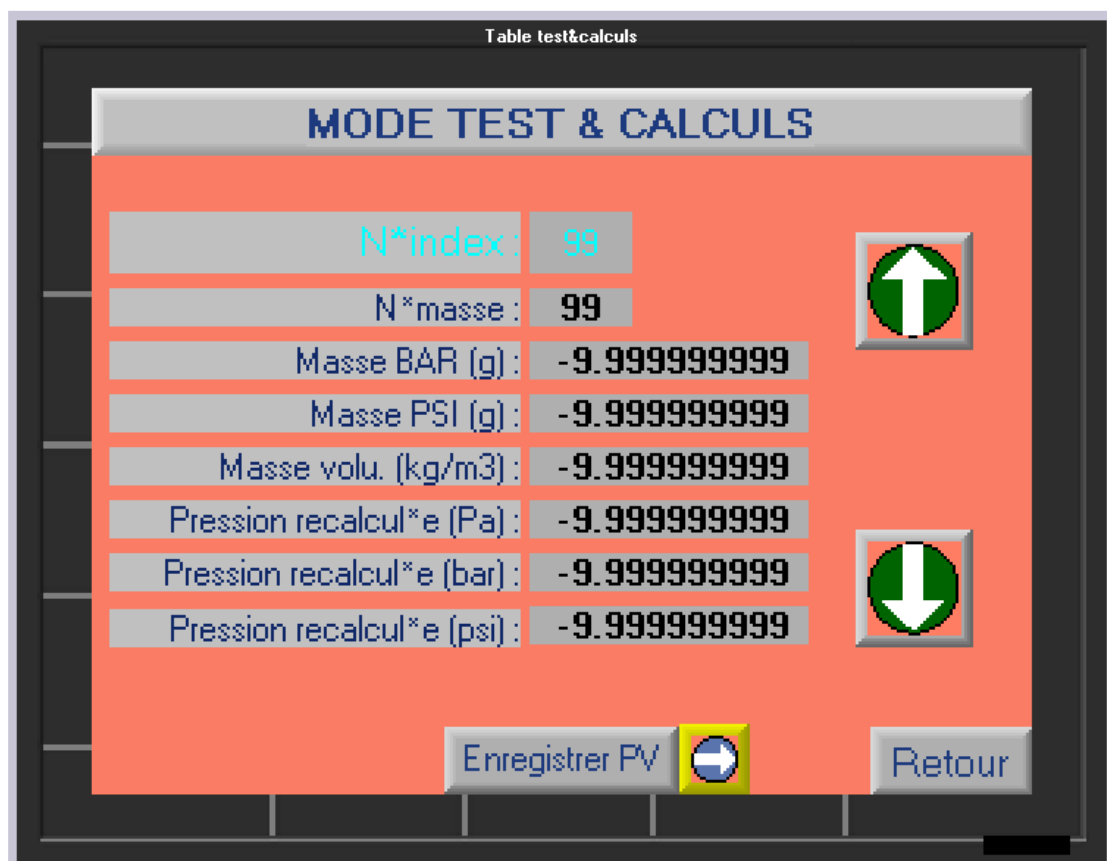 Table test&calculs
MODE TEST & CALCULS
N*index : 99
N*masse : 99
Masse BAR (g) : -9.999999999
Masse PSI (g) : -9.999999999
Masse volu. (kg/m3) : -9.999999999
Pression recalcul*e (Pa) : -9.999999999
Pression recalcul*e (bar) : -9.999999999
Pression recalcul*e (psi) : -9.999999999
Enregistrer PV
Retour